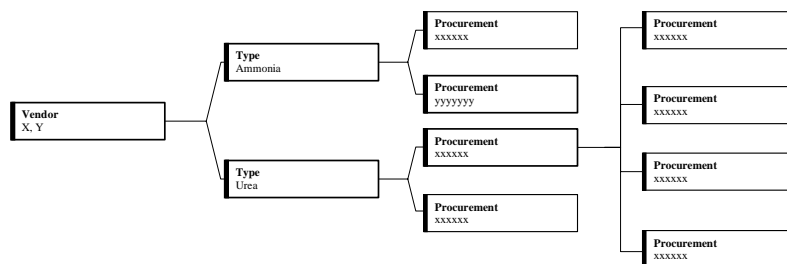 Vendor
X, Y
Type
Ammonia
Procurement
xxxxxx
Procurement
yyyyyyy
Type
Urea
Procurement
xxxxxx
Procurement
xxxxxx
Procurement
xxxxxx
Procurement
xxxxxx
Procurement
xxxxxx
Procurement
xxxxxx